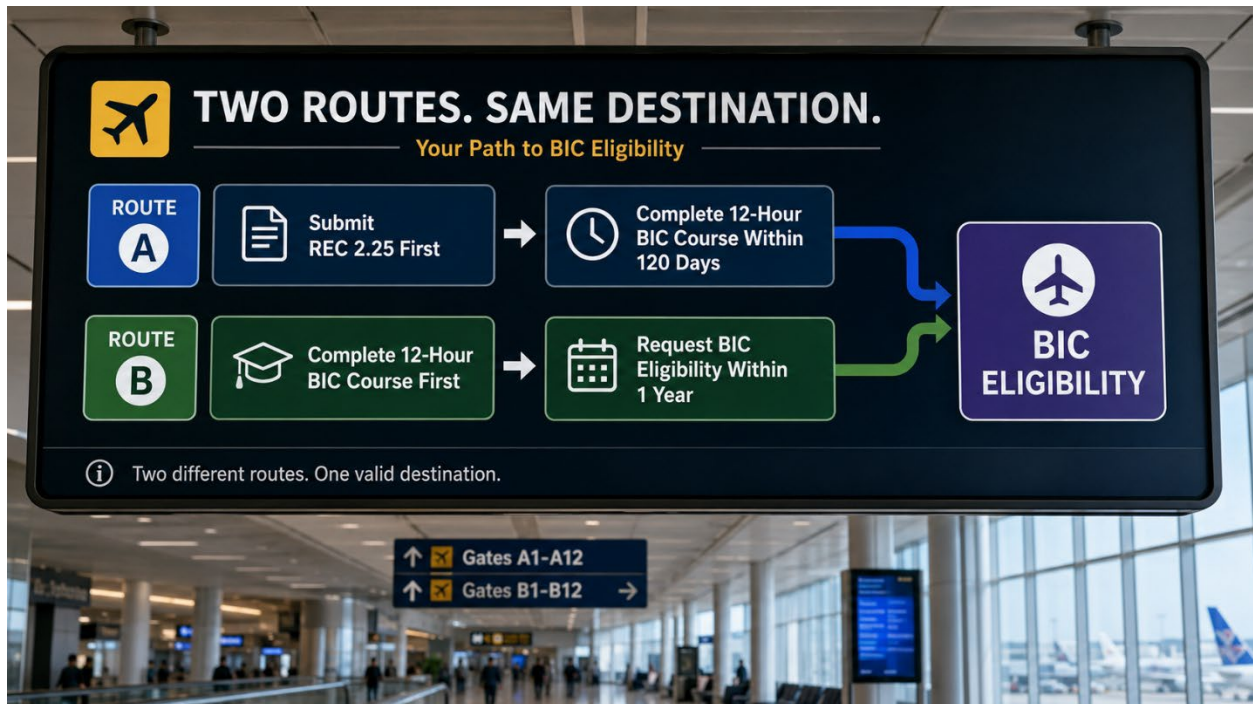 TWO ROUTES. SAME DESTINATION.
Your Path to BIC Eligibility
ROUTE
A
Submit
REC 2.25 First
Complete 12-Hour
BIC Course Within
120 Days
ROUTE
B
Complete 12-Hour
BIC Course First
Request BIC
Eligibility Within
1 Year
BIC
ELIGIBILITY
Two different routes. One valid destination.
Gates A1-A12
Gates B1-B12